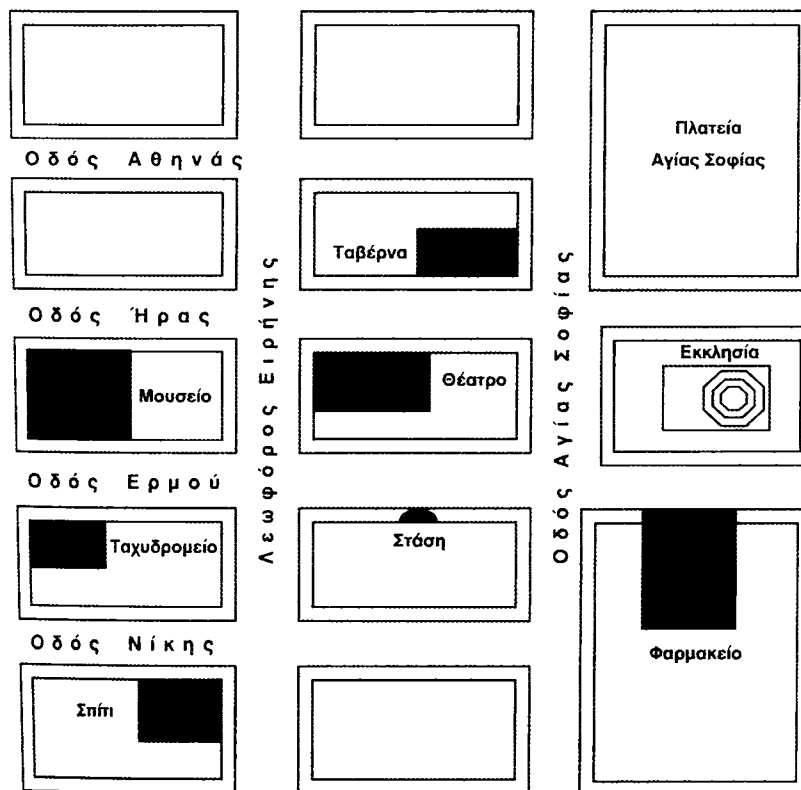 Πλατεία
Αγίας Σοφίας
Οδός Αθηνάς
Ταβέρνα
Οδός Ήρας
Λεωφόρος Ειρήνης
Οδός Αγίας Σοφίας
Μουσείο
Θέατρο
Εκκλησία
Οδός Ερμού
Ταχυδρομείο
Στάση
Οδός Νίκης
Φαρμακείο
Σπίτι